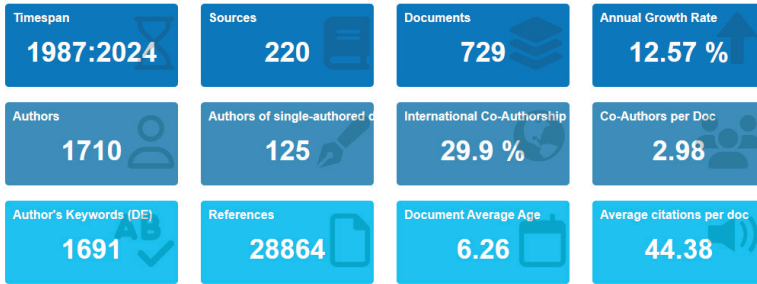 Timespan
1987:2024
Sources
220
Documents
729
Annual Growth Rate
12.57 %
Authors
1710
Authors of single-authored d
125
International Co-Authorship
29.9 %
Co-Authors per Doc
2.98
Author's Keywords (DE)
1691
AB
References
28864
Document Average Age
6.26
Average citations per doc
44.38